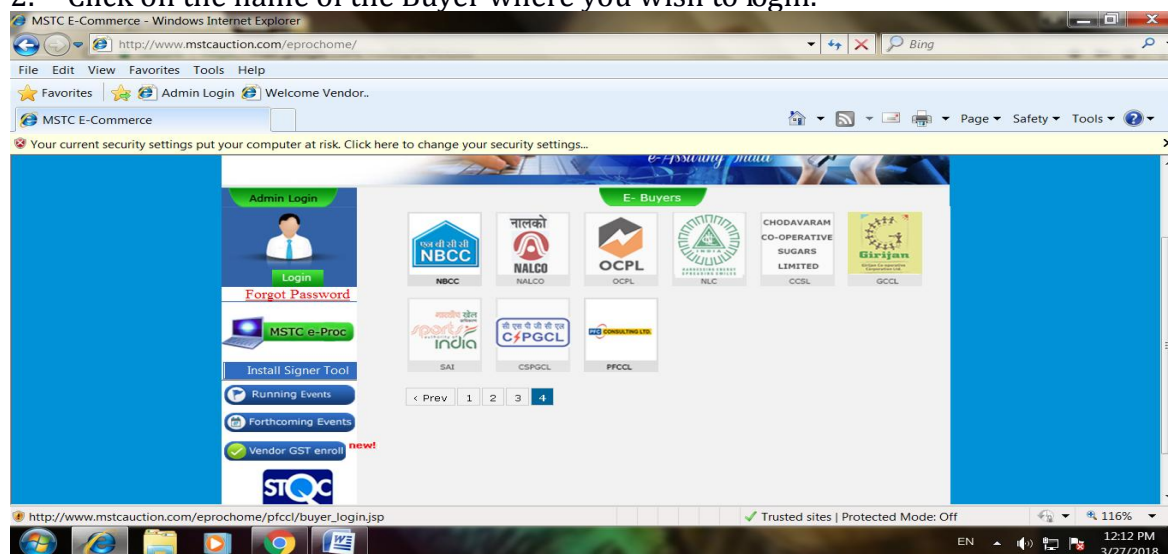 2. Click on the name of the Buyer where you wish to login.
MSTC E-Commerce - Windows Internet Explorer
http://www.mstcauction.com/eprochome/
Bing
File Edit View Favorites Tools Help
Favorites Admin Login Welcome Vendor..
MSTC E-Commerce
Page Safety Tools
Your current security settings put your computer at risk. Click here to change your security settings...
e-Assuring India
Admin Login
E- Buyers
Login
Forgot Password
MSTC e-Proc
Install Signer Tool
Running Events
Forthcoming Events
Vendor GST enroll new!
STQC
एन बी सी सी
NBCC
NBCC
नालको
NALCO
NALCO
OCPL
OCPL
INDIA
NLC
CHODAVARAM
CO-OPERATIVE
SUGARS
LIMITED
CCSL
Girijan
GCCL
भारतीय खेल
sports
india
SAI
सी एस पी जी सी एल
CSPGCL
CSPGCL
PFC CONSULTING LTD.
PFCCL
< Prev 1 2 3 4
http://www.mstcauction.com/eprochome/pfccl/buyer_login.jsp
Trusted sites | Protected Mode: Off
116%
EN
12:12 PM
3/27/2018